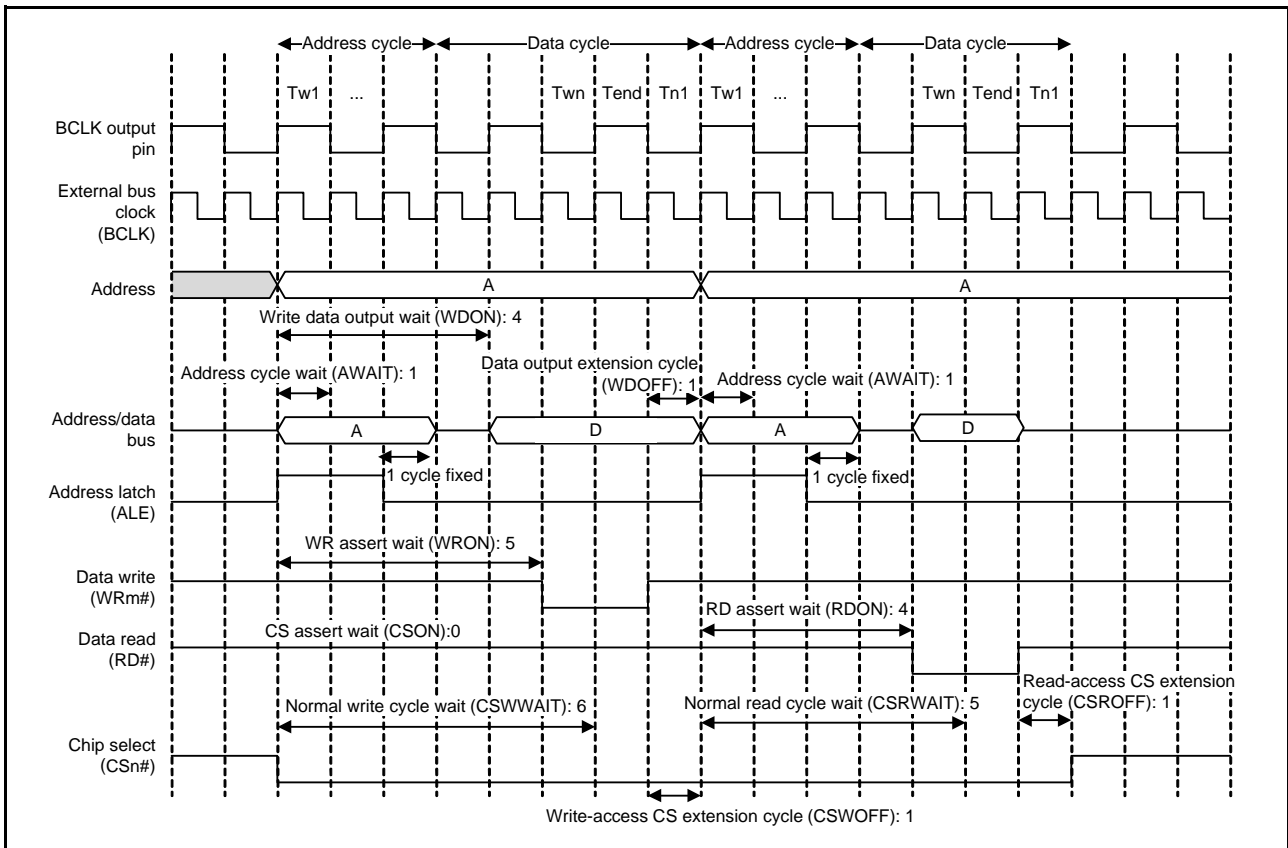 Address cycle Data cycle Address cycle Data cycle
Tw1 ... Twn Tend Tn1 Tw1 ... Twn Tend Tn1
BCLK output
pin
External bus
clock
(BCLK)
Address
A A
Write data output wait (WDON): 4
Data output extension cycle
(WDOFF): 1
Address cycle wait (AWAIT): 1
Address cycle wait (AWAIT): 1
Address/data
bus
A D A D
1 cycle fixed
1 cycle fixed
Address latch
(ALE)
WR assert wait (WRON): 5
Data write
(WRm#)
RD assert wait (RDON): 4
CS assert wait (CSON):0
Data read
(RD#)
Read-access CS extension
cycle (CSROFF): 1
Normal write cycle wait (CSWWAIT): 6
Normal read cycle wait (CSRWAIT): 5
Chip select
(CSn#)
Write-access CS extension cycle (CSWOFF): 1